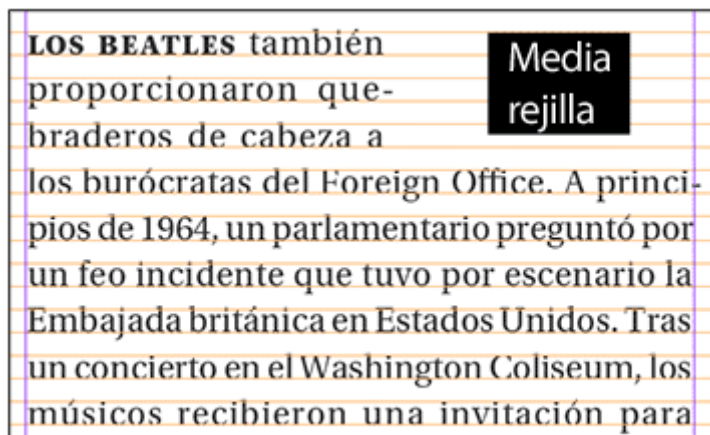 LOS BEATLES también
proporcionaron que-
braderos de cabeza a
los burócratas del Foreign Office. A princi-
pios de 1964, un parlamentario preguntó por
un feo incidente que tuvo por escenario la
Embajada británica en Estados Unidos. Tras
un concierto en el Washington Coliseum, los
músicos recibieron una invitación para
Media
rejilla